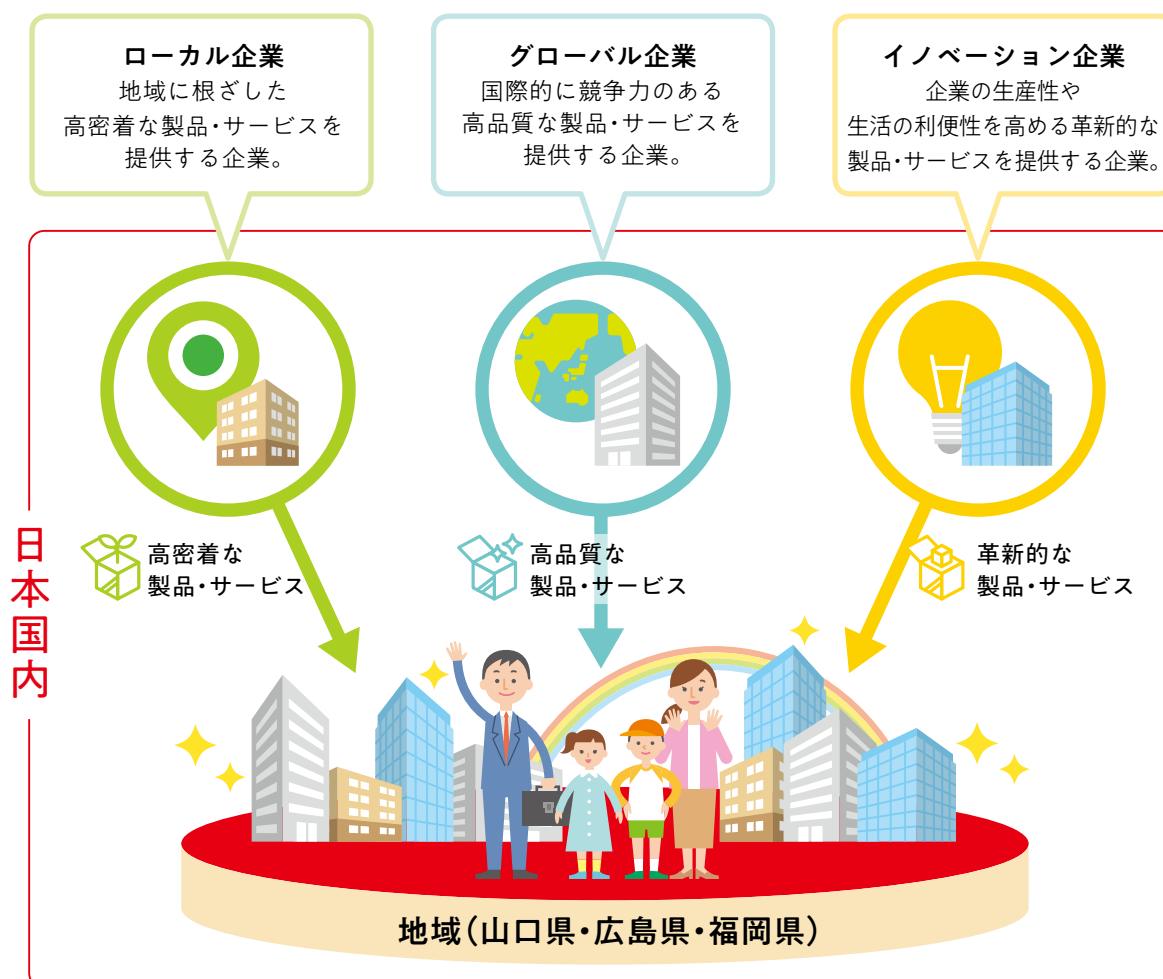 ローカル企業
地域に根ざした
高密着な製品・サービスを
提供する企業。
グローバル企業
国際的に競争力のある
高品質な製品・サービスを
提供する企業。
イノベーション企業
企業の生産性や
生活の利便性を高める革新的な
製品・サービスを提供する企業。
日本国内
高密着な
製品・サービス
高品質な
製品・サービス
革新的な
製品・サービス
地域(山口県・広島県・福岡県)